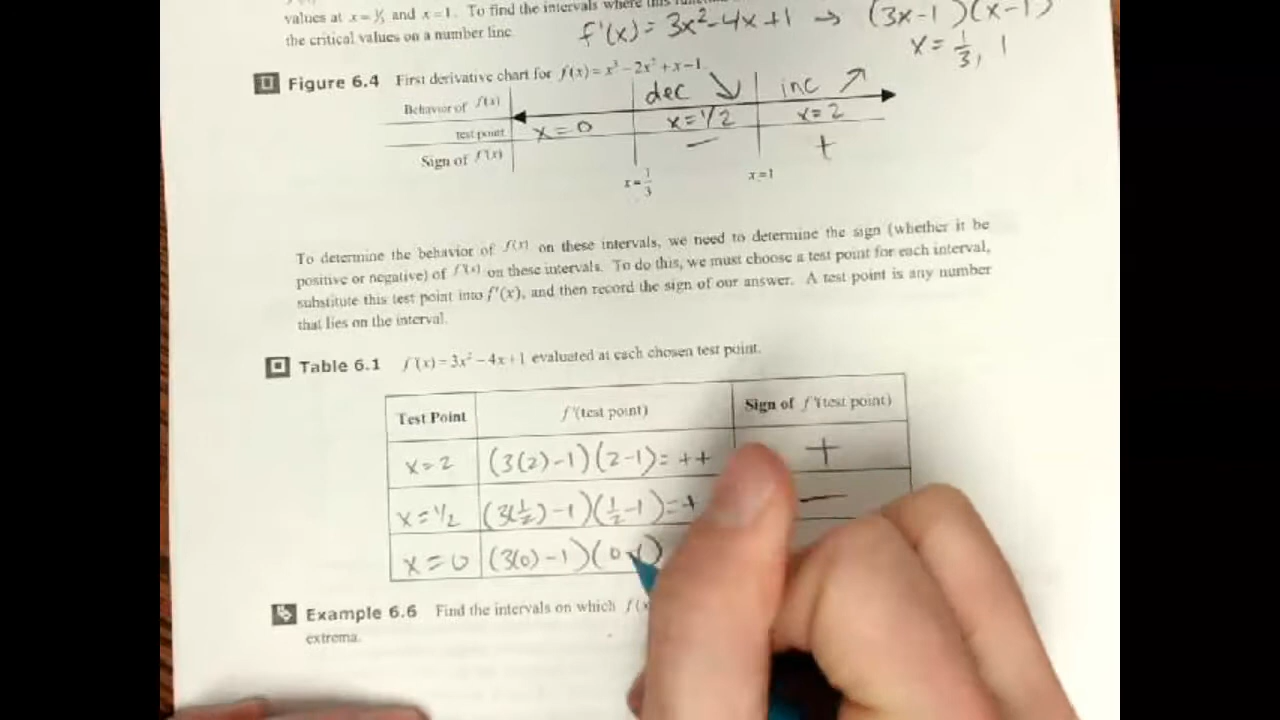 values at x = 1/3 and x = 1. To find the intervals where this
the critical values on a number line.
f'(x) = 3x² - 4x + 1 → (3x-1)(x-1)
x = 1/3, 1
Figure 6.4 First derivative chart for f(x) = x³ - 2x² + x - 1.
Behavior of f(x) dec ↘ inc ↗
test point x = 0 x = 1/2 x = 2
Sign of f'(x) — +
x = 1/3 x = 1
To determine the behavior of f(x) on these intervals, we need to determine the sign (whether it be
positive or negative) of f'(x) on these intervals. To do this, we must choose a test point for each interval,
substitute this test point into f'(x), and then record the sign of our answer. A test point is any number
that lies on the interval.
Table 6.1 f'(x) = 3x² - 4x + 1 evaluated at each chosen test point.
Test Point f'(test point) Sign of f'(test point)
x = 2 (3(2)-1)(2-1) = ++ +
x = 1/2 (3(1/2)-1)(1/2-1) = + —
x = 0 (3(0)-1)(0-1)
Example 6.6 Find the intervals on which
extrema.